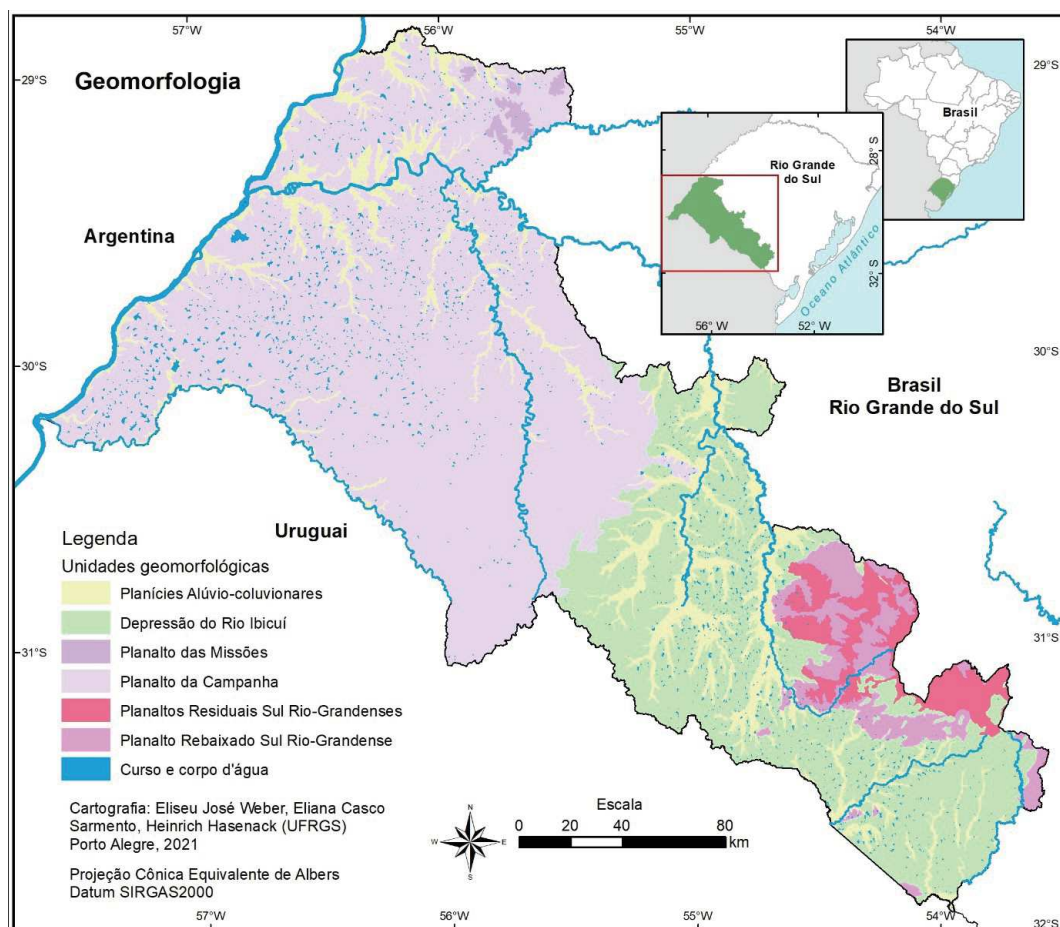 57°W
56°W
55°W
54°W
29°S
29°S
Geomorfologia
Brasil
Rio Grande
do Sul
28° S
32° S
Oceano Atlântico
56° W
52° W
Argentina
30°S
30°S
Brasil
Rio Grande do Sul
Uruguai
31°S
31°S
Legenda
Unidades geomorfológicas
Planícies Alúvio-coluvionares
Depressão do Rio Ibicuí
Planalto das Missões
Planalto da Campanha
Planaltos Residuais Sul Rio-Grandenses
Planalto Rebaixado Sul Rio-Grandense
Curso e corpo d'água
Cartografia: Eliseu José Weber, Eliana Casco
Sarmento, Heinrich Hasenack (UFRGS)
Porto Alegre, 2021
Projeção Cônica Equivalente de Albers
Datum SIRGAS2000
N
W
E
S
Escala
0 20 40 80
km
57°W
56°W
55°W
54°W
32°S